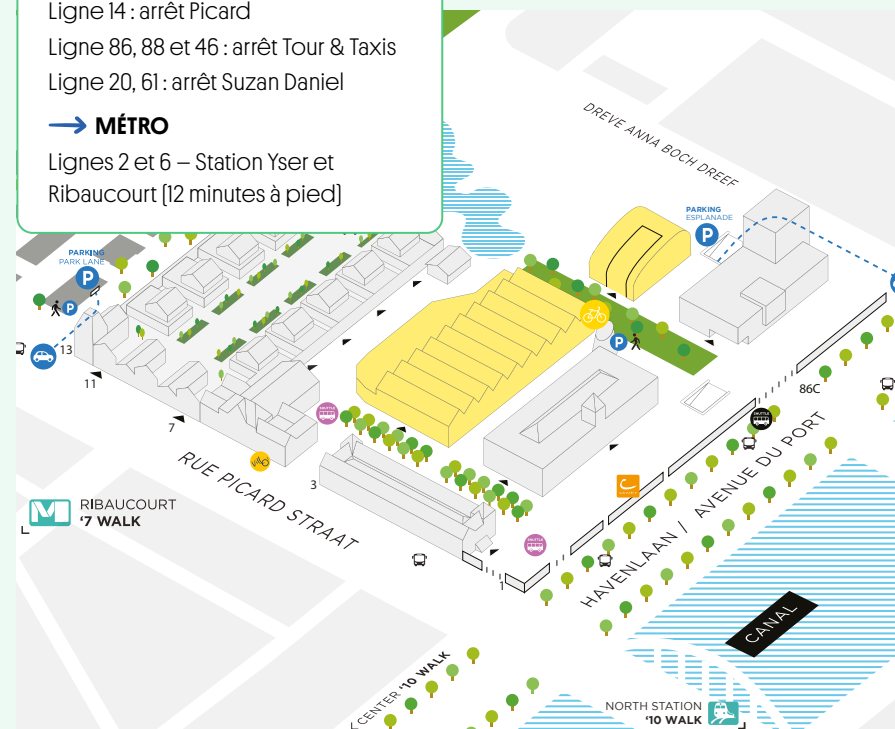 Ligne 14 : arrêt Picard
Ligne 86, 88 et 46 : arrêt Tour & Taxis
Ligne 20, 61 : arrêt Suzan Daniel
→ MÉTRO
Lignes 2 et 6 – Station Yser et
Ribaucourt (12 minutes à pied)
DREVE ANNA BOCH DREEF
PARKING
ESPLANADE
P
PARKING
PARK LANE
P
P
13
11
7
P
86C
SHUTTLE
SHUTTLE
RUE PICARD STRAAT
3
RIBAUCOURT
'7 WALK
M
SHUTTLE
1
HAVENLAAN / AVENUE DU PORT
CANAL
CENTER '10 WALK
NORTH STATION
'10 WALK